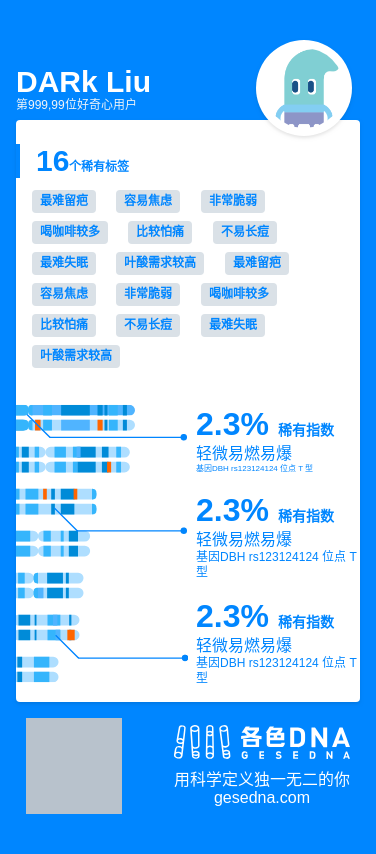 DARk Liu
第999,99位好奇心用户
16个稀有标签
最难留疤 容易焦虑 非常脆弱
喝咖啡较多 比较怕痛 不易长痘
最难失眠 叶酸需求较高 最难留疤
容易焦虑 非常脆弱 喝咖啡较多
比较怕痛 不易长痘 最难失眠
叶酸需求较高
2.3% 稀有指数
轻微易燃易爆
基因DBH rs123124124 位点 T 型
2.3% 稀有指数
轻微易燃易爆
基因DBH rs123124124 位点 T
型
2.3% 稀有指数
轻微易燃易爆
基因DBH rs123124124 位点 T
型
各色DNA
GESEDNA
用科学定义独一无二的你
gesedna.com